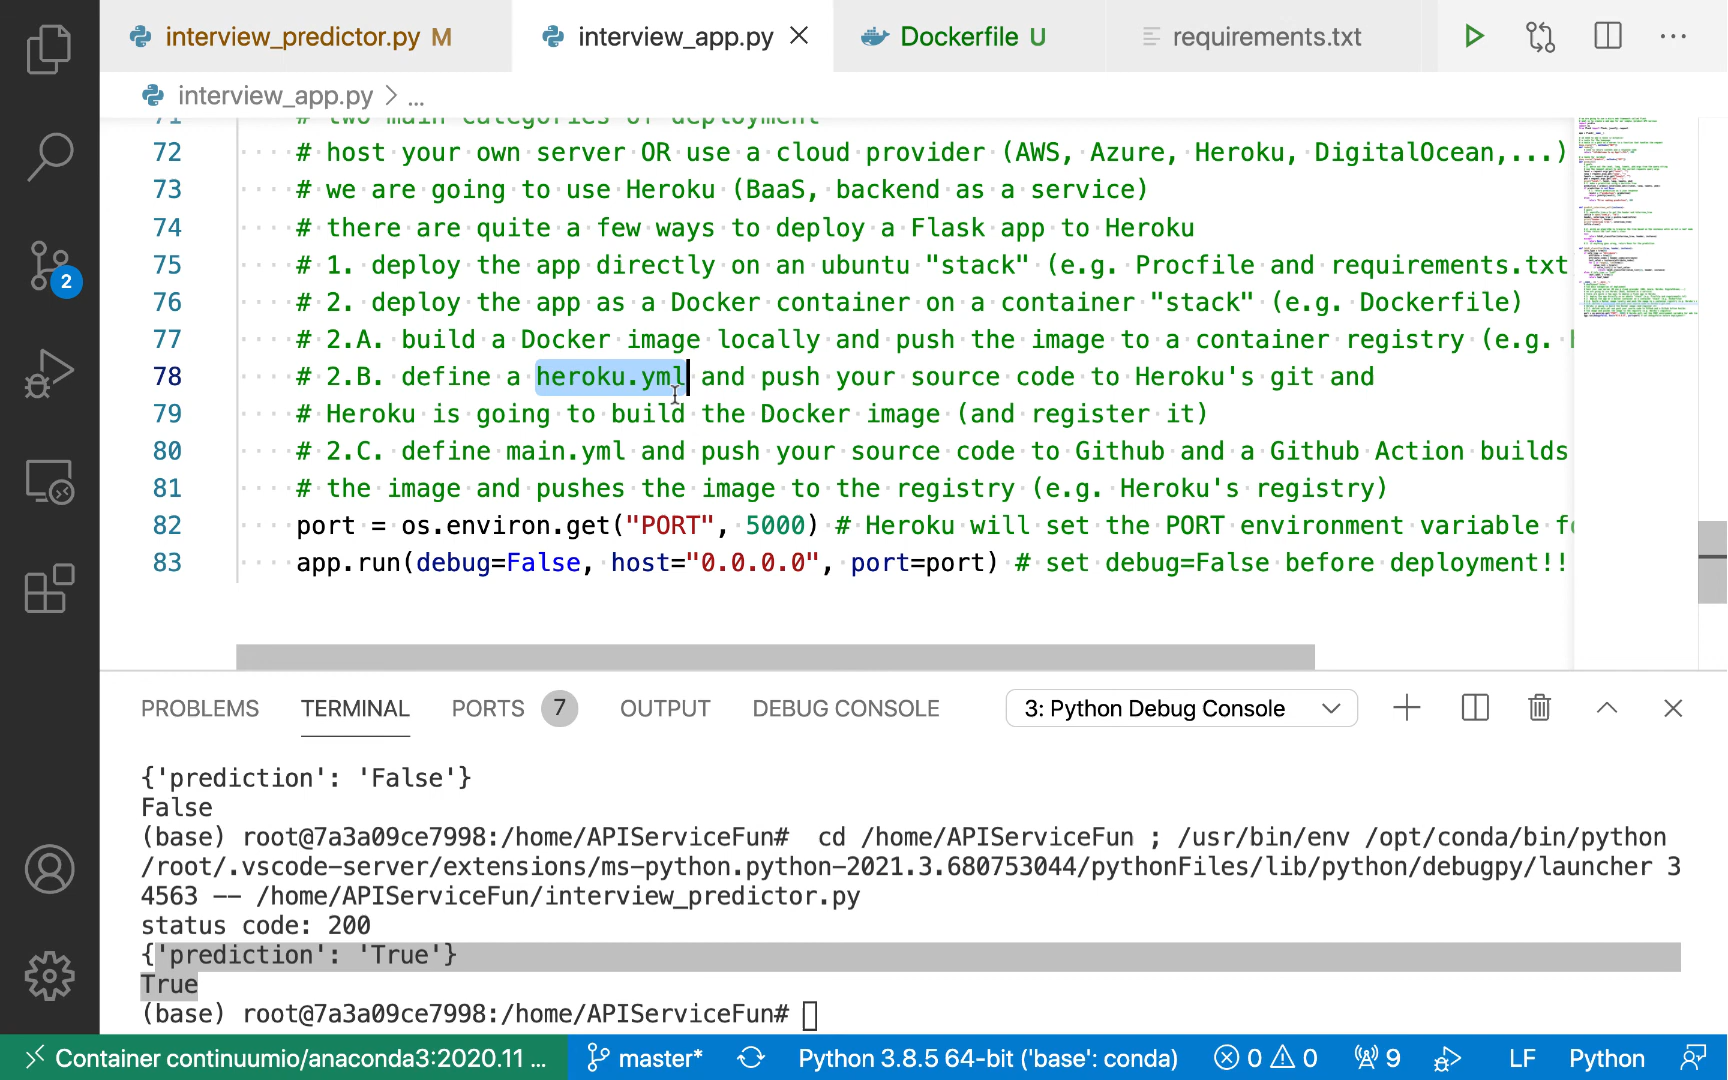 interview_predictor.py M
interview_app.py
Dockerfile U
requirements.txt
interview_app.py > ...
71 # two main categories of deployment
72 # host your own server OR use a cloud provider (AWS, Azure, Heroku, DigitalOcean,...)
73 # we are going to use Heroku (BaaS, backend as a service)
74 # there are quite a few ways to deploy a Flask app to Heroku
75 # 1. deploy the app directly on an ubuntu "stack" (e.g. Procfile and requirements.txt
76 # 2. deploy the app as a Docker container on a container "stack" (e.g. Dockerfile)
77 # 2.A. build a Docker image locally and push the image to a container registry (e.g.
78 # 2.B. define a heroku.yml and push your source code to Heroku's git and
79 # Heroku is going to build the Docker image (and register it)
80 # 2.C. define main.yml and push your source code to Github and a Github Action builds
81 # the image and pushes the image to the registry (e.g. Heroku's registry)
82 port = os.environ.get("PORT", 5000) # Heroku will set the PORT environment variable
83 app.run(debug=False, host="0.0.0.0", port=port) # set debug=False before deployment!!
2
PROBLEMS TERMINAL PORTS 7 OUTPUT DEBUG CONSOLE 3: Python Debug Console
{'prediction': 'False'}
False
(base) root@7a3a09ce7998:/home/APIServiceFun# cd /home/APIServiceFun ; /usr/bin/env /opt/conda/bin/python
/root/.vscode-server/extensions/ms-python.python-2021.3.680753044/pythonFiles/lib/python/debugpy/launcher 3
4563 -- /home/APIServiceFun/interview_predictor.py
status code: 200
{'prediction': 'True'}
True
(base) root@7a3a09ce7998:/home/APIServiceFun#
Container continuumio/anaconda3:2020.11 ... master* Python 3.8.5 64-bit ('base': conda) 0 0 9 LF Python